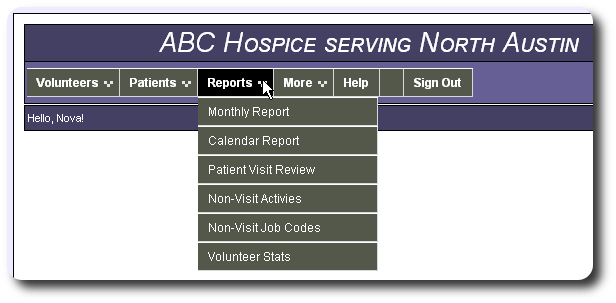 ABC Hospice serving North Austin
Volunteers Patients Reports More Help Sign Out
Hello, Nova!
Monthly Report
Calendar Report
Patient Visit Review
Non-Visit Activies
Non-Visit Job Codes
Volunteer Stats